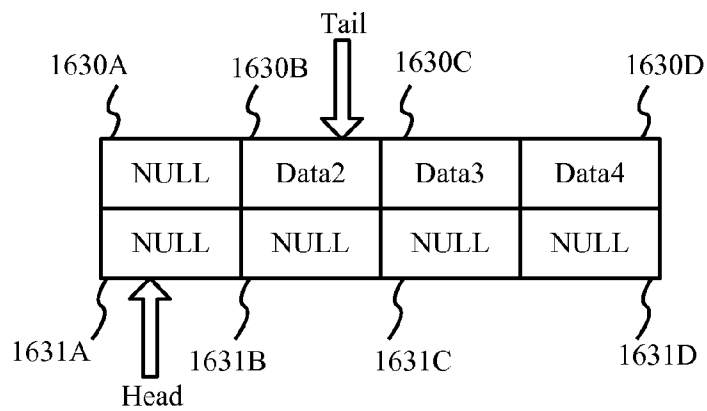 Tail
1630A 1630B 1630C 1630D
NULL Data2 Data3 Data4
NULL NULL NULL NULL
1631A 1631B 1631C 1631D
Head